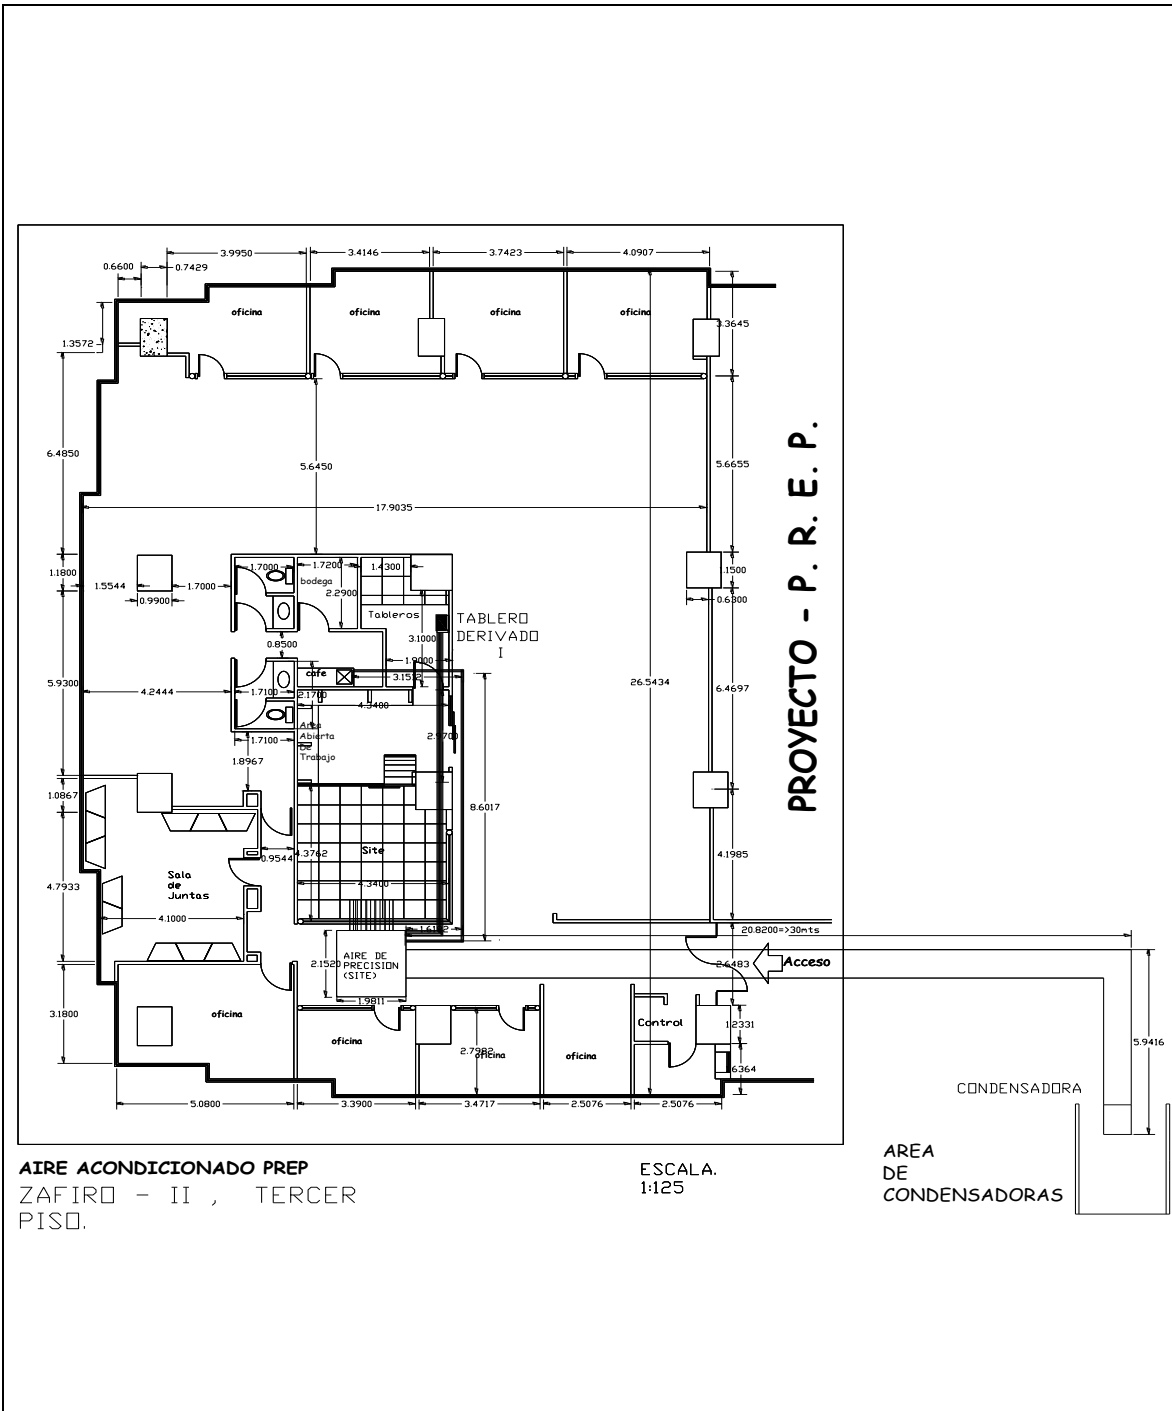 3.9950
3.4146
3.7423
4.0907
0.6600
0.7429
oficina
oficina
oficina
oficina
3.3645
1.3572
6.4850
5.6450
5.6655
17.9035
PROYECTO - P. R. E. P.
1.1800
1.5544
1.7000
0.9900
1.7000
1.7200
1.4300
bodega
2.2900
Tableros
TABLERO
DERIVADO
I
3.1000
1.1500
0.6300
0.8500
1.9000
5.9300
4.2444
1.7100
cafe
2.1700
3.1512
4.3400
26.5434
6.4697
1.7100
Area
Abierta
De
Trabajo
2.9700
1.8967
1.0867
8.6017
Site
0.9544
4.3762
4.3400
4.1985
4.7933
Sala
de
Juntas
4.1000
20.8200=>30mts
AIRE DE
PRECISION
(SITE)
2.1520
1.9811
2.6483
Acceso
3.1800
oficina
oficina
2.7982
oficina
oficina
Control
1.2331
.6364
5.9416
5.0800
3.3900
3.4717
2.5076
2.5076
CONDENSADORA
AREA
DE
CONDENSADORAS
AIRE ACONDICIONADO PREP
ZAFIRO - II , TERCER
PISO.
ESCALA.
1:125